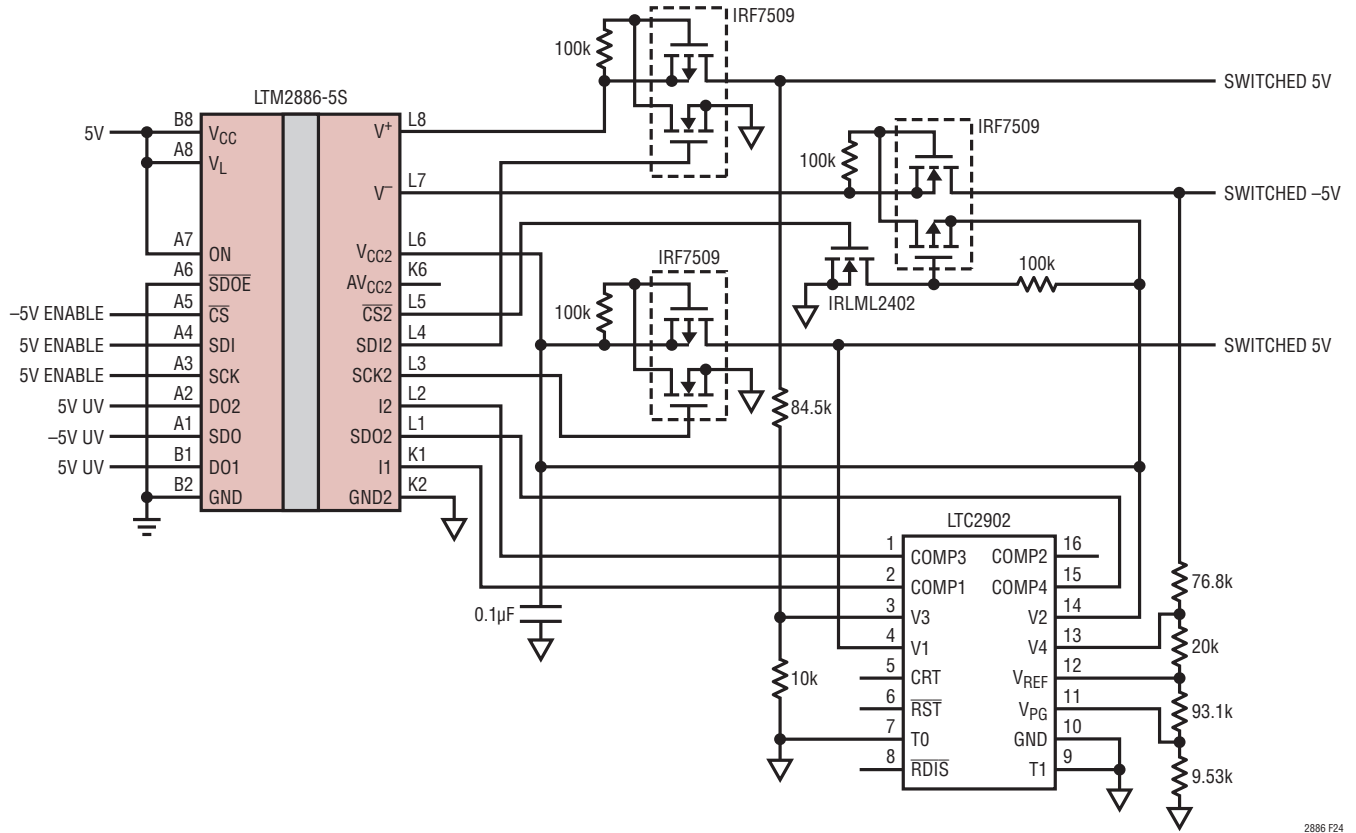 IRF7509
100k
SWITCHED 5V
LTM2886-5S
5V
B8
VCC
V+
L8
A8
VL
IRF7509
100k
V–
L7
SWITCHED –5V
A7
ON
VCC2
L6
A6
SDOE
AVCC2
K6
IRF7509
100k
–5V ENABLE
A5
CS
CS2
L5
IRLML2402
100k
5V ENABLE
A4
SDI
SDI2
L4
SWITCHED 5V
5V ENABLE
A3
SCK
SCK2
L3
5V UV
A2
DO2
I2
L2
84.5k
–5V UV
A1
SDO
SDO2
L1
5V UV
B1
DO1
I1
K1
B2
GND
GND2
K2
LTC2902
1
COMP3
COMP2
16
2
COMP1
COMP4
15
76.8k
0.1µF
3
V3
V2
14
4
V1
V4
13
20k
10k
5
CRT
VREF
12
6
RST
VPG
11
93.1k
7
T0
GND
10
8
RDIS
T1
9
9.53k
2886 F24